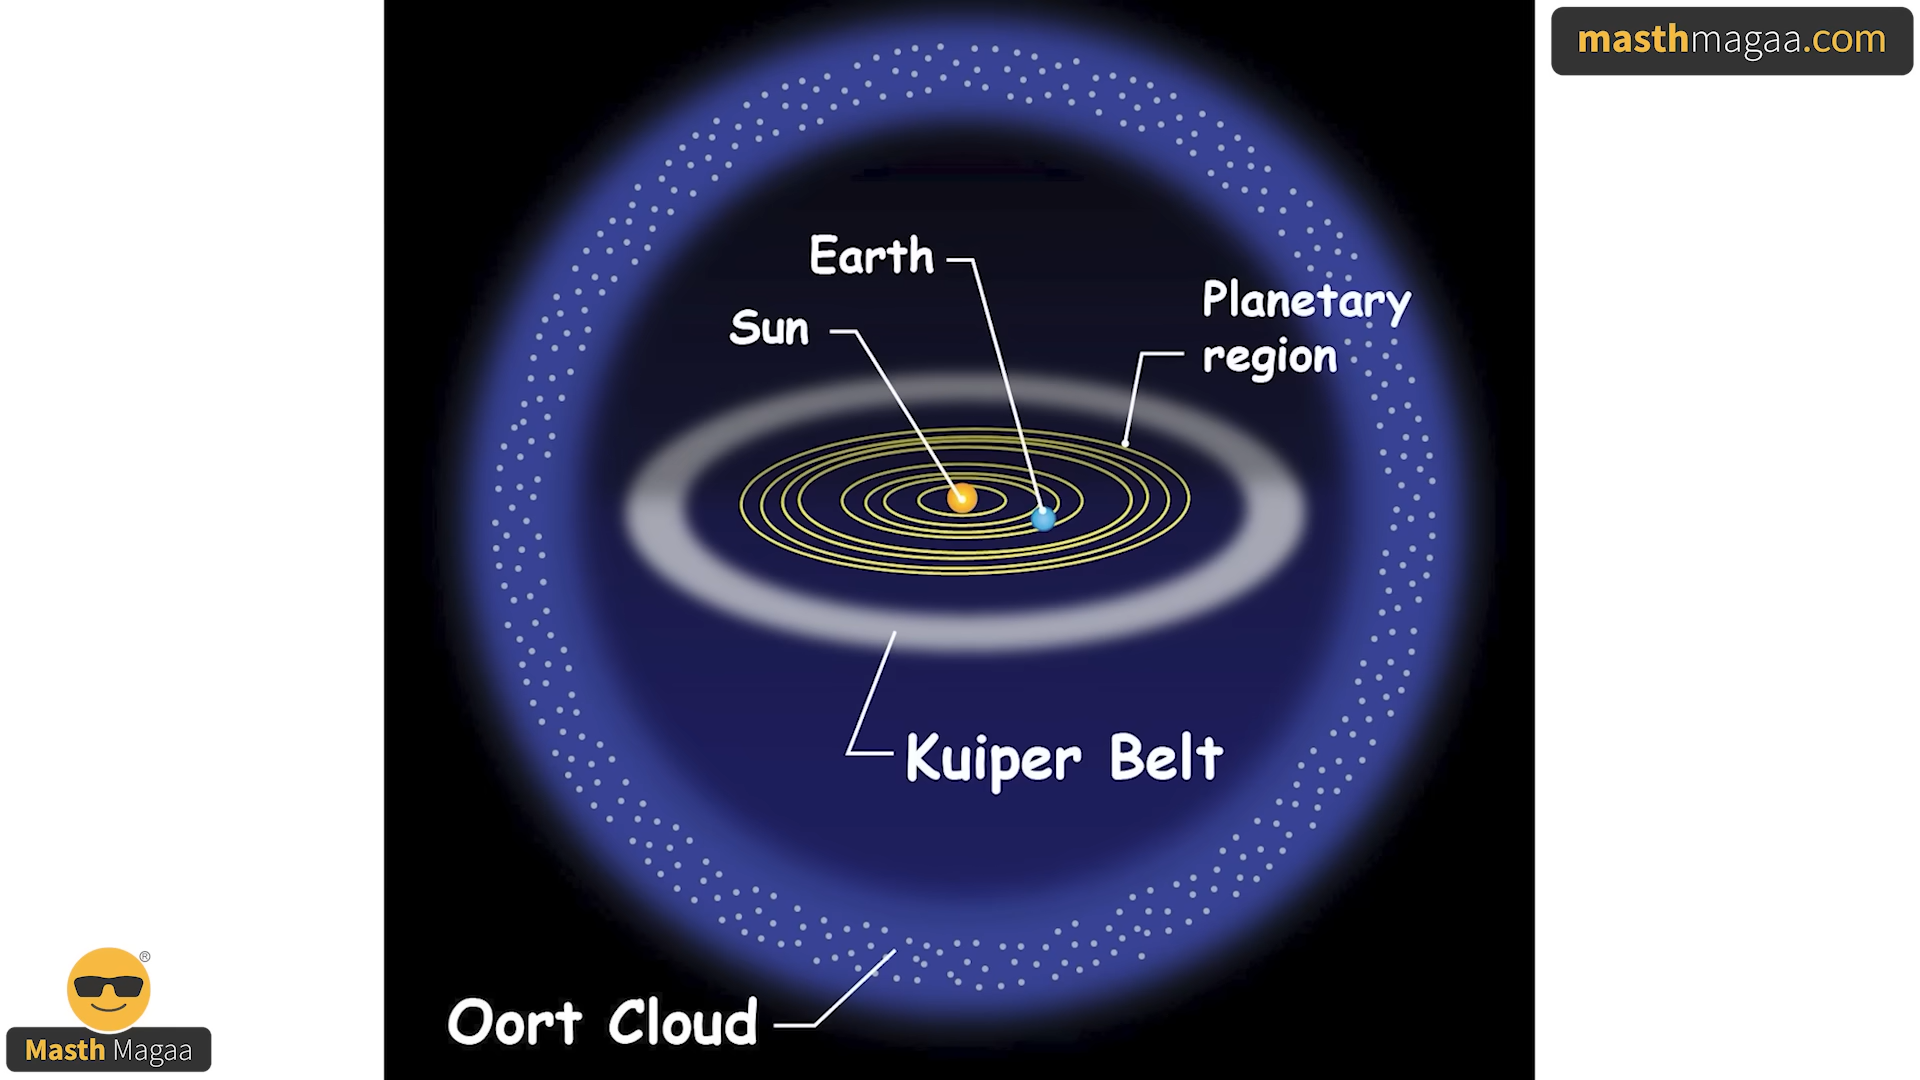 masthmagaa.com
Earth
Sun
Planetary
region
Kuiper Belt
Oort Cloud
®
Masth Magaa